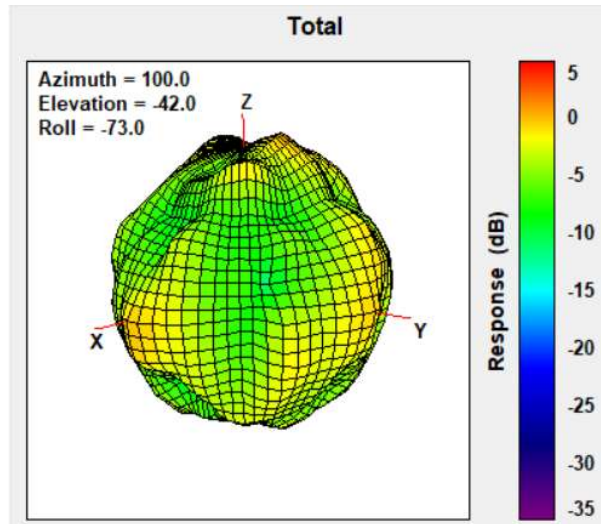 Total
Azimuth = 100.0
Elevation = -42.0
Roll = -73.0
Z
X
Y
Response (dB)
5
0
-5
-10
-15
-20
-25
-30
-35